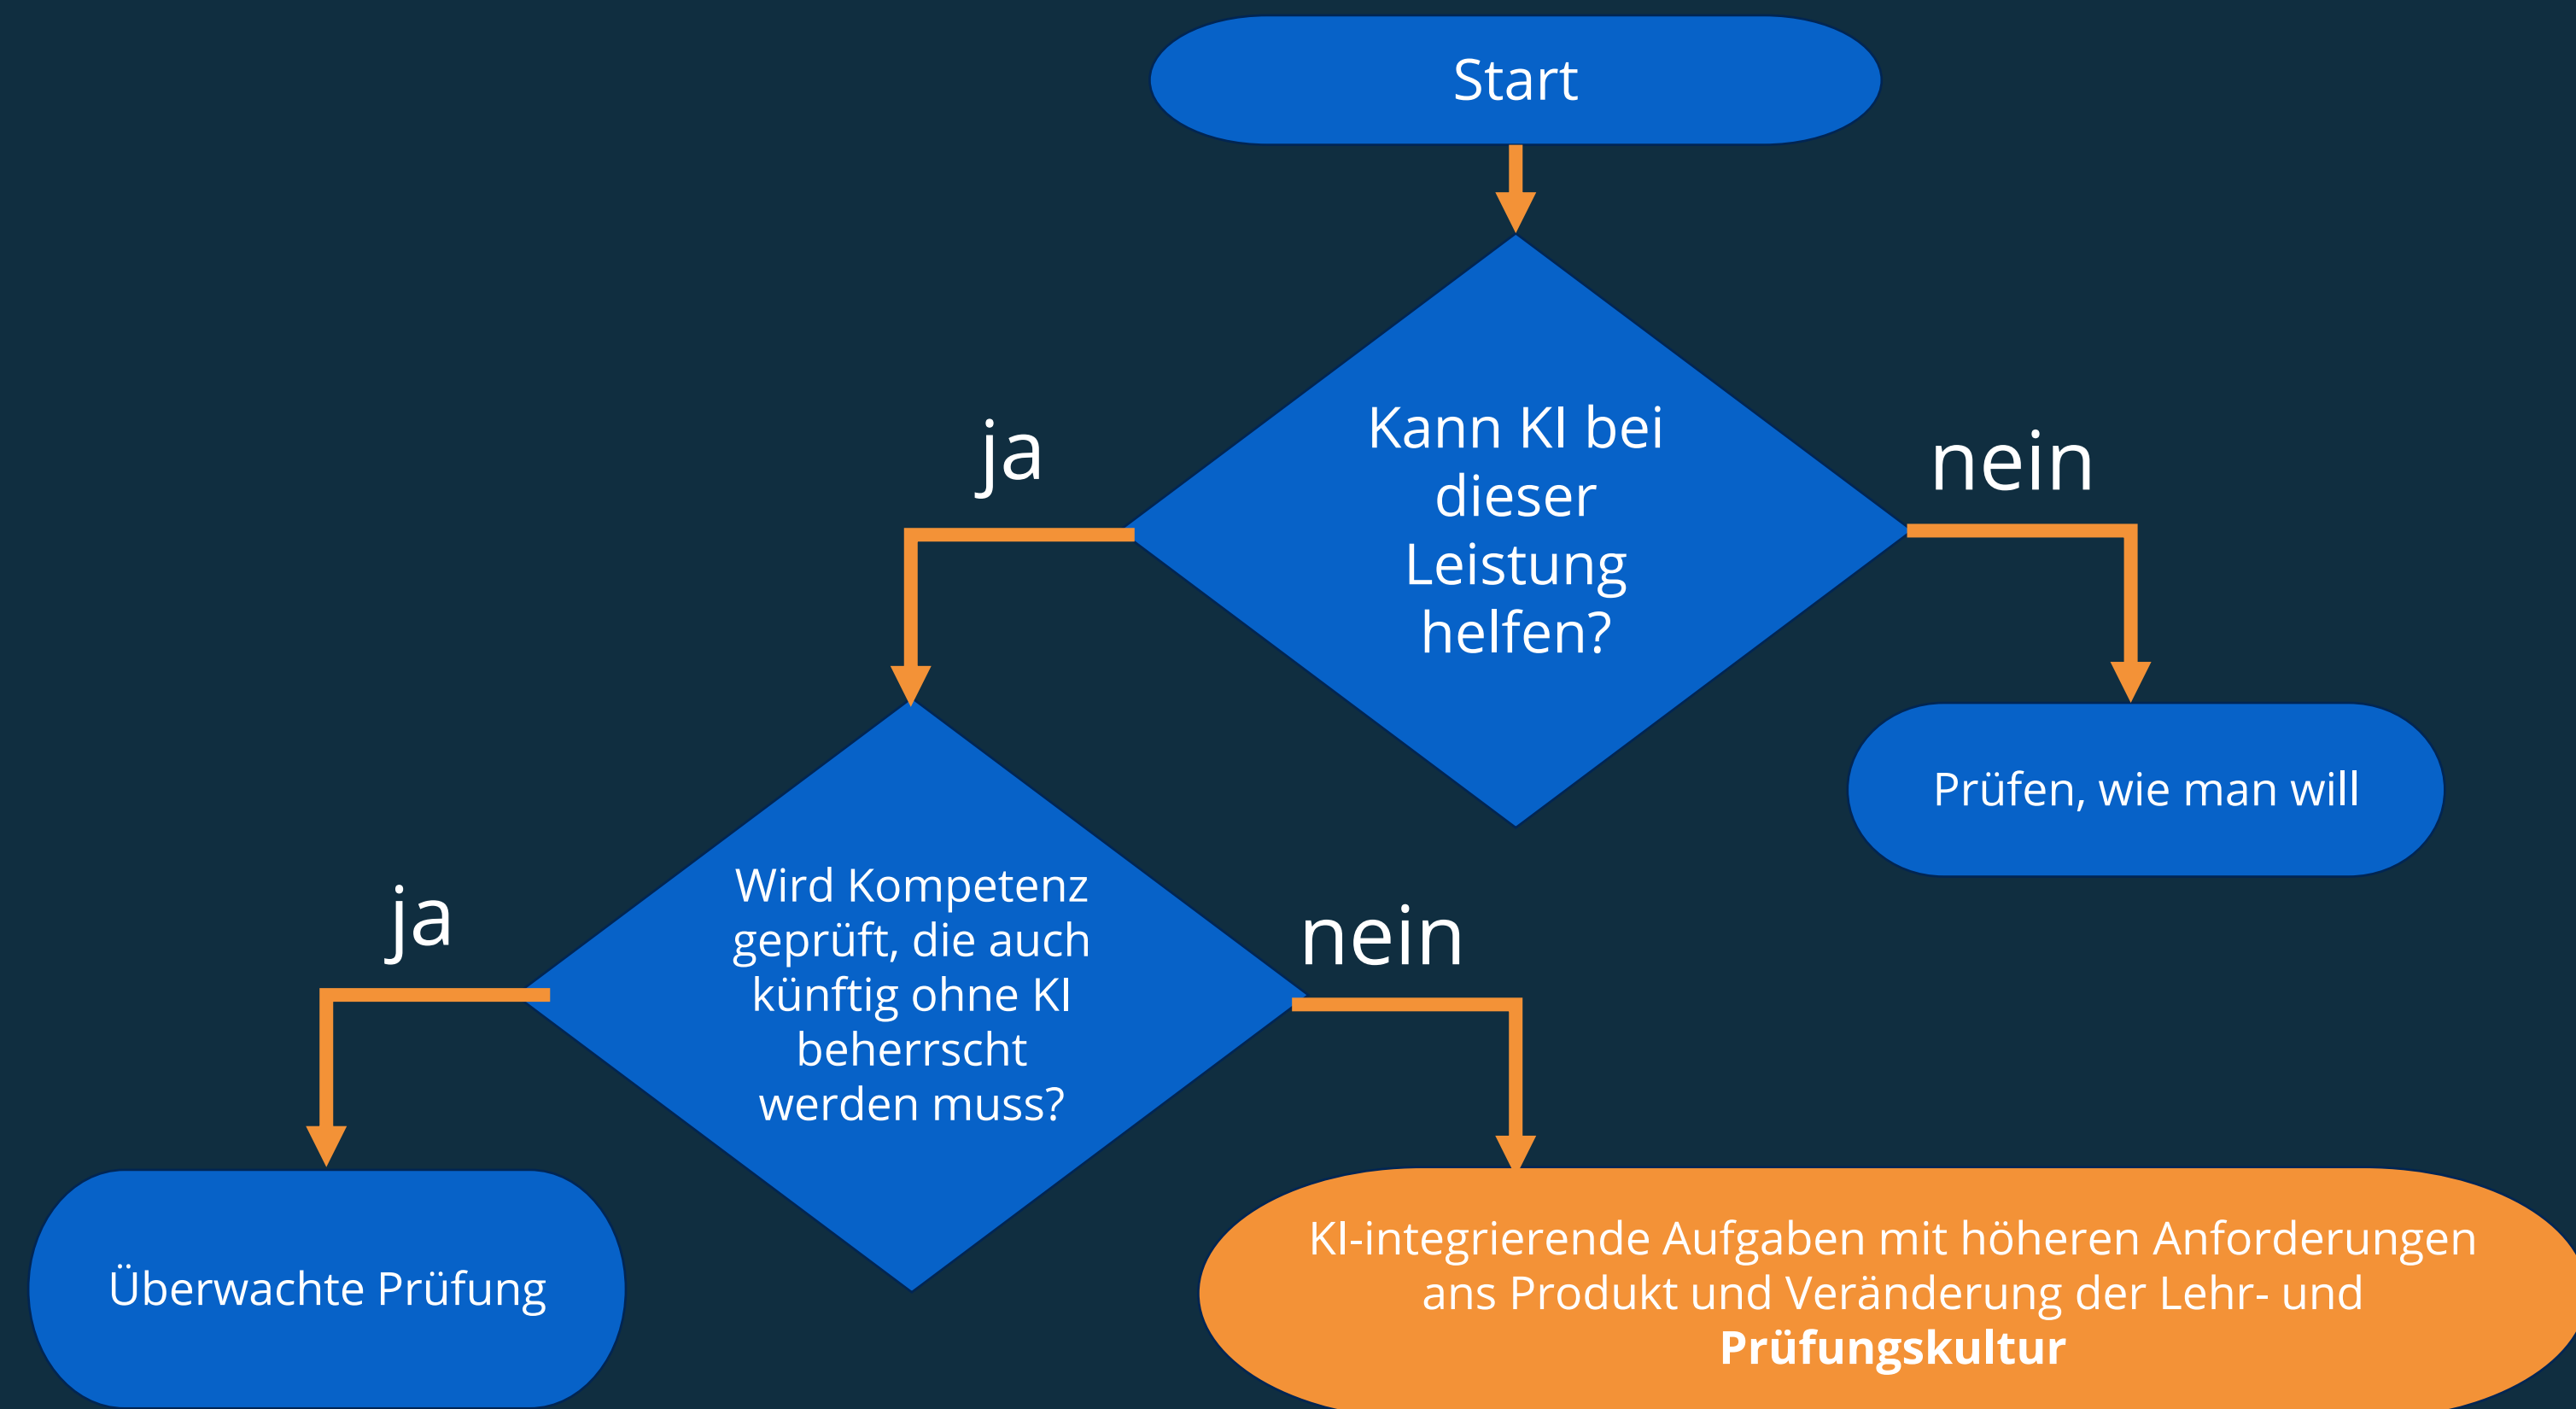 Start
Kann KI bei
dieser
Leistung
helfen?
ja
nein
Prüfen, wie man will
Wird Kompetenz
geprüft, die auch
künftig ohne KI
beherrscht
werden muss?
ja
nein
Überwachte Prüfung
KI-integrierende Aufgaben mit höheren Anforderungen
ans Produkt und Veränderung der Lehr- und
Prüfungskultur